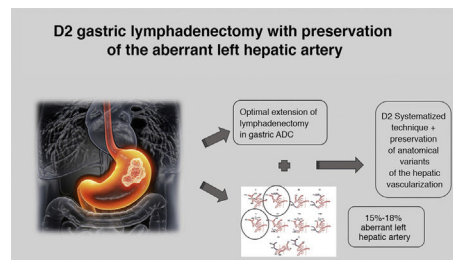 D2 gastric lymphadenectomy with preservation
of the aberrant left hepatic artery
Optimal extension of
lymphadenectomy
in gastric ADC
D2 Systematized
technique +
preservation
of anatomical
variants
of the hepatic
vascularization
15%-18%
aberrant left
hepatic artery